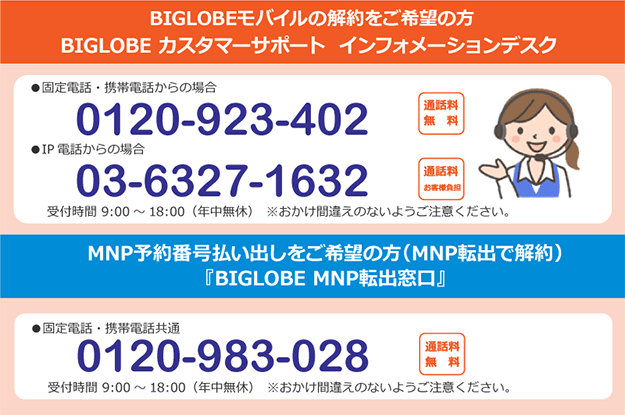 BIGLOBEモバイルの解約をご希望の方
BIGLOBE カスタマーサポート インフォメーションデスク
●固定電話・携帯電話からの場合
0120-923-402
通話料
無 料
●IP 電話からの場合
03-6327-1632
通話料
お客様負担
受付時間 9:00 ～ 18:00（年中無休） ※おかけ間違えのないようご注意ください。
MNP予約番号払い出しをご希望の方（MNP転出で解約）
『BIGLOBE MNP転出窓口』
●固定電話・携帯電話共通
0120-983-028
通話料
無 料
受付時間 9:00 ～ 18:00（年中無休） ※おかけ間違えのないようご注意ください。